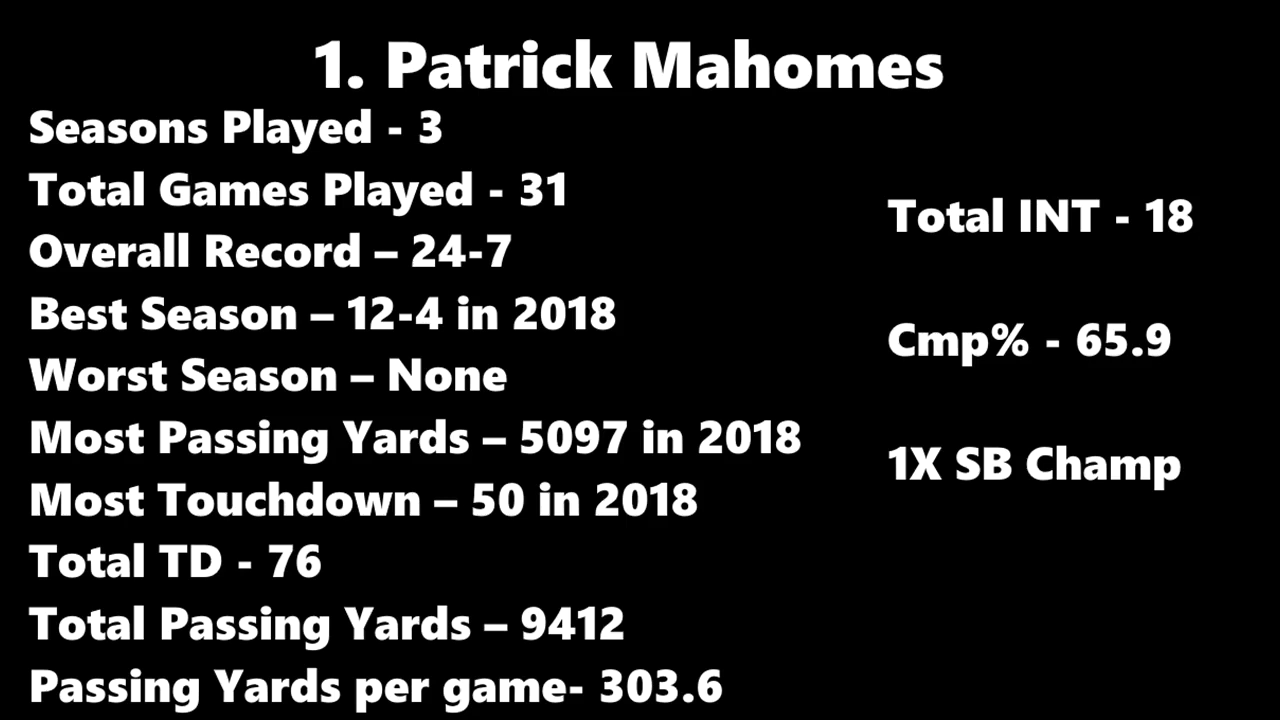 1. Patrick Mahomes
Seasons Played - 3
Total Games Played - 31
Overall Record – 24-7
Best Season – 12-4 in 2018
Worst Season – None
Most Passing Yards – 5097 in 2018
Most Touchdown – 50 in 2018
Total TD - 76
Total Passing Yards – 9412
Passing Yards per game- 303.6
Total INT - 18
Cmp% - 65.9
1X SB Champ